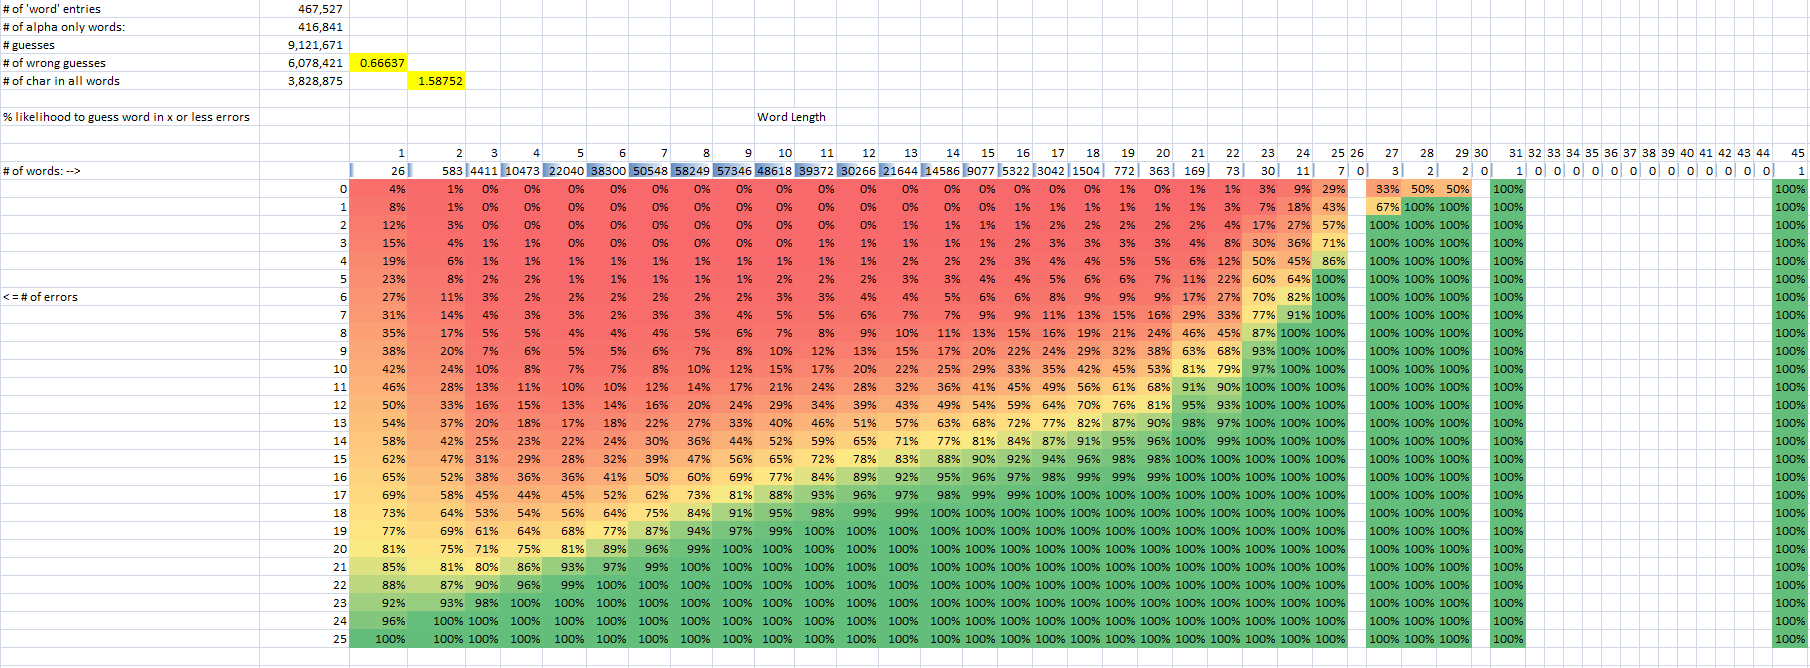 # of 'word' entries 467,527
# of alpha only words: 416,841
# guesses 9,121,671
# of wrong guesses 6,078,421 0.66637
# of char in all words 3,828,875 1.58752
% likelihood to guess word in x or less errors Word Length
1 2 3 4 5 6 7 8 9 10 11 12 13 14 15 16 17 18 19 20 21 22 23 24 25 26 27 28 29 30 31 32 33 34 35 36 37 38 39 40 41 42 43 44 45
# of words: --> 26 583 4411 10473 22040 38300 50548 58249 57346 48618 39372 30266 21644 14586 9077 5322 3042 1504 772 363 169 73 30 11 7 0 3 2 2 0 1 0 0 0 0 0 0 0 0 0 0 0 0 0 1
0 4% 1% 0% 0% 0% 0% 0% 0% 0% 0% 0% 0% 0% 0% 0% 0% 0% 0% 1% 0% 1% 1% 3% 9% 29% 33% 50% 50% 100% 100%
1 8% 1% 0% 0% 0% 0% 0% 0% 0% 0% 0% 0% 0% 0% 0% 1% 1% 1% 1% 1% 1% 3% 7% 18% 43% 67% 100% 100% 100% 100%
2 12% 3% 0% 0% 0% 0% 0% 0% 0% 0% 0% 0% 1% 1% 1% 1% 2% 2% 2% 2% 2% 4% 17% 27% 57% 100% 100% 100% 100% 100%
3 15% 4% 1% 1% 0% 0% 0% 0% 0% 0% 1% 1% 1% 1% 1% 2% 3% 3% 3% 3% 4% 8% 30% 36% 71% 100% 100% 100% 100% 100%
4 19% 6% 1% 1% 1% 1% 1% 1% 1% 1% 1% 1% 2% 2% 2% 3% 3% 4% 5% 5% 6% 12% 50% 45% 86% 100% 100% 100% 100% 100%
5 23% 8% 2% 2% 1% 1% 1% 1% 1% 2% 2% 2% 3% 3% 4% 4% 5% 6% 6% 7% 11% 22% 60% 64% 100% 100% 100% 100% 100% 100%
< = # of errors 6 27% 11% 3% 2% 2% 2% 2% 2% 2% 3% 3% 4% 4% 5% 6% 6% 8% 9% 9% 9% 17% 27% 70% 82% 100% 100% 100% 100% 100% 100%
7 31% 14% 4% 3% 3% 2% 3% 3% 4% 5% 5% 6% 7% 7% 9% 9% 11% 13% 15% 16% 29% 33% 77% 91% 100% 100% 100% 100% 100% 100%
8 35% 17% 5% 5% 4% 4% 4% 5% 6% 7% 8% 9% 10% 11% 13% 15% 16% 19% 21% 24% 46% 45% 87% 100% 100% 100% 100% 100% 100% 100%
9 38% 20% 7% 6% 5% 5% 6% 7% 8% 10% 12% 13% 15% 17% 20% 22% 24% 29% 32% 38% 63% 68% 93% 100% 100% 100% 100% 100% 100% 100%
10 42% 24% 10% 8% 7% 7% 8% 10% 12% 15% 17% 20% 22% 25% 29% 33% 35% 42% 45% 53% 81% 79% 97% 100% 100% 100% 100% 100% 100% 100%
11 46% 28% 13% 11% 10% 10% 12% 14% 17% 21% 24% 28% 32% 36% 41% 45% 49% 56% 61% 68% 91% 90% 100% 100% 100% 100% 100% 100% 100% 100%
12 50% 33% 16% 15% 13% 14% 16% 20% 24% 29% 34% 39% 43% 49% 54% 59% 64% 70% 76% 81% 95% 93% 100% 100% 100% 100% 100% 100% 100% 100%
13 54% 37% 20% 18% 17% 18% 22% 27% 33% 40% 46% 51% 57% 63% 68% 72% 77% 82% 87% 90% 98% 97% 100% 100% 100% 100% 100% 100% 100% 100%
14 58% 42% 25% 23% 22% 24% 30% 36% 44% 52% 59% 65% 71% 77% 81% 84% 87% 91% 95% 96% 100% 99% 100% 100% 100% 100% 100% 100% 100% 100%
15 62% 47% 31% 29% 28% 32% 39% 47% 56% 65% 72% 78% 83% 88% 90% 92% 94% 96% 98% 98% 100% 100% 100% 100% 100% 100% 100% 100% 100% 100%
16 65% 52% 38% 36% 36% 41% 50% 60% 69% 77% 84% 89% 92% 95% 96% 97% 98% 99% 99% 99% 100% 100% 100% 100% 100% 100% 100% 100% 100% 100%
17 69% 58% 45% 44% 45% 52% 62% 73% 81% 88% 93% 96% 97% 98% 99% 99% 100% 100% 100% 100% 100% 100% 100% 100% 100% 100% 100% 100% 100% 100%
18 73% 64% 53% 54% 56% 64% 75% 84% 91% 95% 98% 99% 99% 100% 100% 100% 100% 100% 100% 100% 100% 100% 100% 100% 100% 100% 100% 100% 100% 100%
19 77% 69% 61% 64% 68% 77% 87% 94% 97% 99% 100% 100% 100% 100% 100% 100% 100% 100% 100% 100% 100% 100% 100% 100% 100% 100% 100% 100% 100% 100%
20 81% 75% 71% 75% 81% 89% 96% 99% 100% 100% 100% 100% 100% 100% 100% 100% 100% 100% 100% 100% 100% 100% 100% 100% 100% 100% 100% 100% 100% 100%
21 85% 81% 80% 86% 93% 97% 99% 100% 100% 100% 100% 100% 100% 100% 100% 100% 100% 100% 100% 100% 100% 100% 100% 100% 100% 100% 100% 100% 100% 100%
22 88% 87% 90% 96% 99% 100% 100% 100% 100% 100% 100% 100% 100% 100% 100% 100% 100% 100% 100% 100% 100% 100% 100% 100% 100% 100% 100% 100% 100% 100%
23 92% 93% 98% 100% 100% 100% 100% 100% 100% 100% 100% 100% 100% 100% 100% 100% 100% 100% 100% 100% 100% 100% 100% 100% 100% 100% 100% 100% 100% 100%
24 96% 100% 100% 100% 100% 100% 100% 100% 100% 100% 100% 100% 100% 100% 100% 100% 100% 100% 100% 100% 100% 100% 100% 100% 100% 100% 100% 100% 100% 100%
25 100% 100% 100% 100% 100% 100% 100% 100% 100% 100% 100% 100% 100% 100% 100% 100% 100% 100% 100% 100% 100% 100% 100% 100% 100% 100% 100% 100% 100% 100%